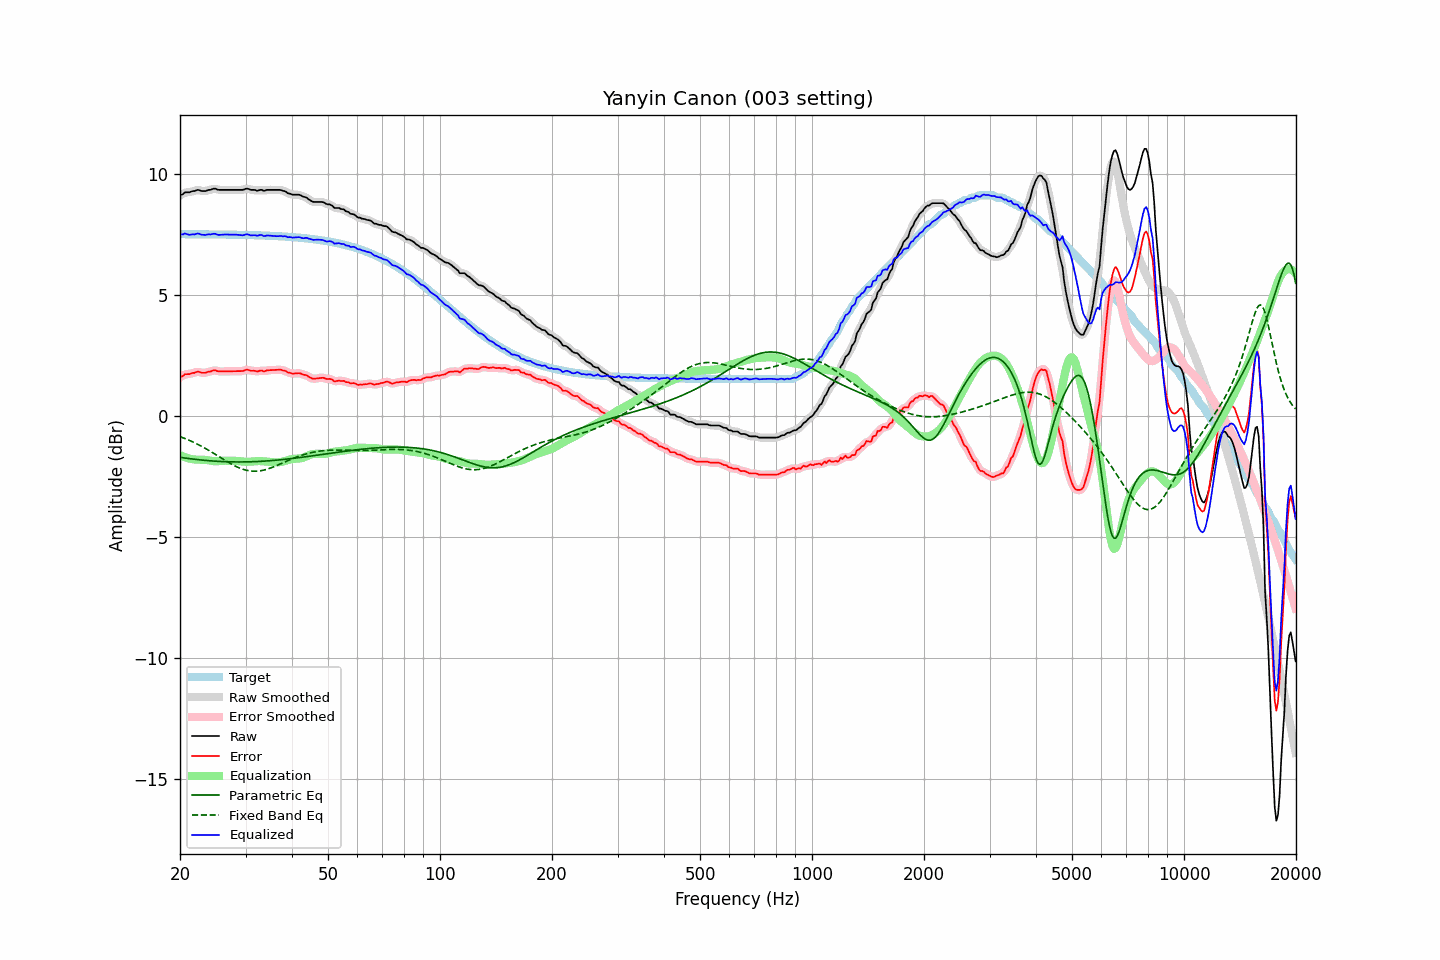 Yanyin Canon (003 setting)
Amplitude (dBr)
10
5
0
−5
−10
−15
Target
Raw Smoothed
Error Smoothed
Raw
Error
Equalization
Parametric Eq
Fixed Band Eq
Equalized
20 50 100 200 500 1000 2000 5000 10000 20000
Frequency (Hz)